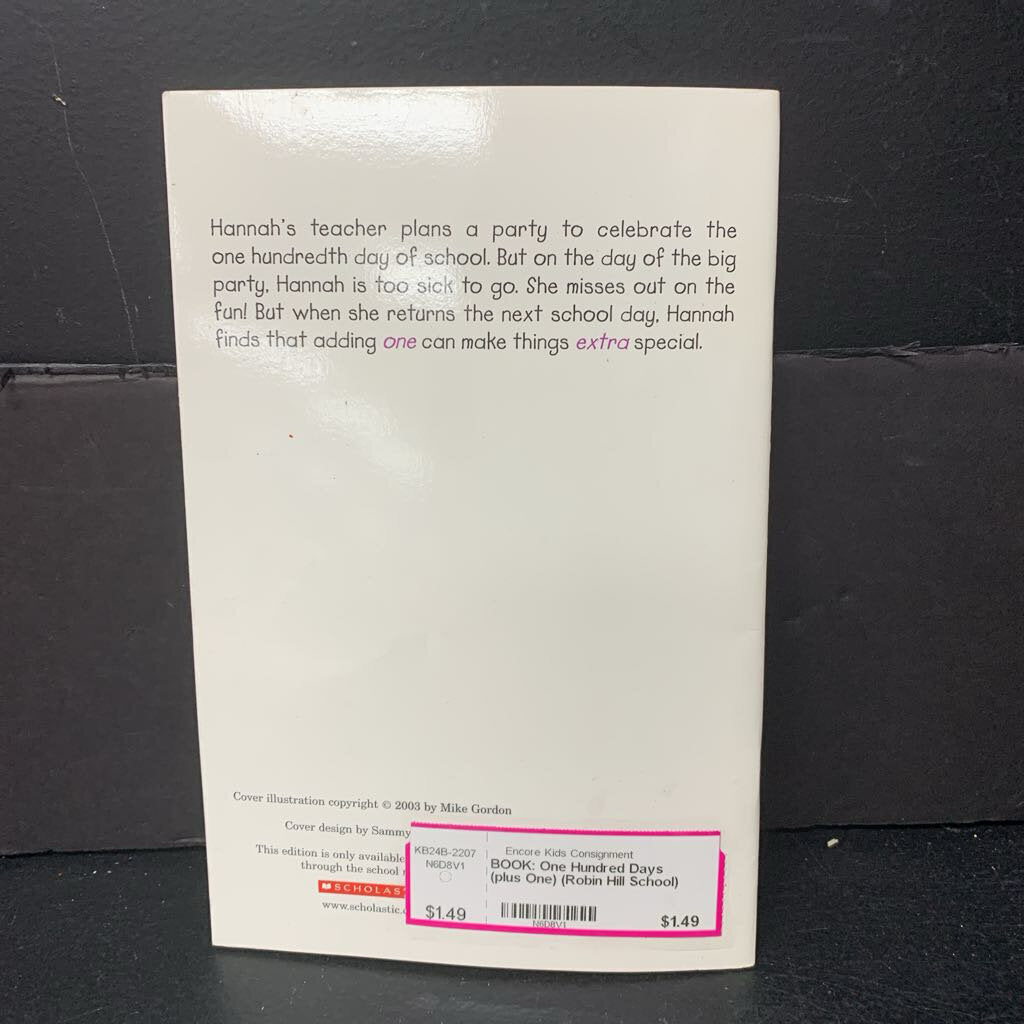 Hannah's teacher plans a party to celebrate the
one hundredth day of school. But on the day of the big
party, Hannah is too sick to go. She misses out on the
fun! But when she returns the next school day, Hannah
finds that adding one can make things extra special.
Cover illustration copyright © 2003 by Mike Gordon
Cover design by Sammy
This edition is only available
through the school
SCHOLAS
www.scholastic.
KB24B-2207
N6D8V1
$1.49
Encore Kids Consignment
BOOK: One Hundred Days
(plus One) (Robin Hill School)
N6D8V1
$1.49